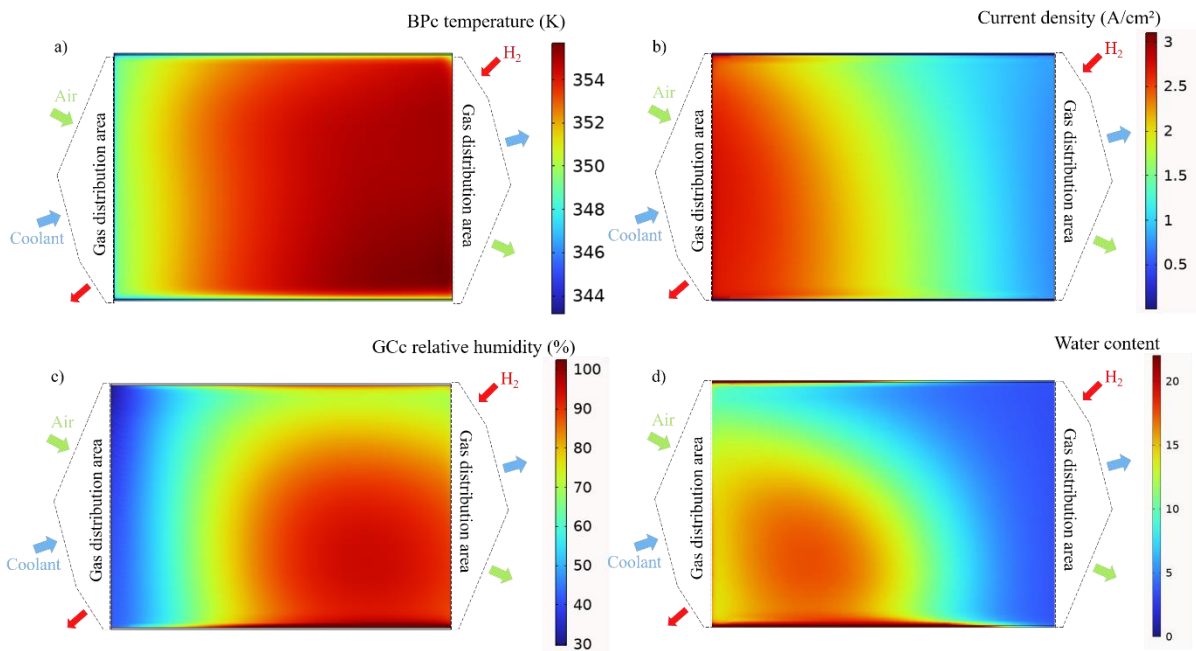 BPc temperature (K)
a)
H₂
Air
Gas distribution area
Coolant
Gas distribution area
354
352
350
348
346
344
Current density (A/cm²)
b)
H₂
Air
Gas distribution area
Coolant
Gas distribution area
3
2.5
2
1.5
1
0.5
GCc relative humidity (%)
c)
H₂
Air
Gas distribution area
Coolant
Gas distribution area
100
90
80
70
60
50
40
30
Water content
d)
H₂
Air
Gas distribution area
Coolant
Gas distribution area
20
15
10
5
0